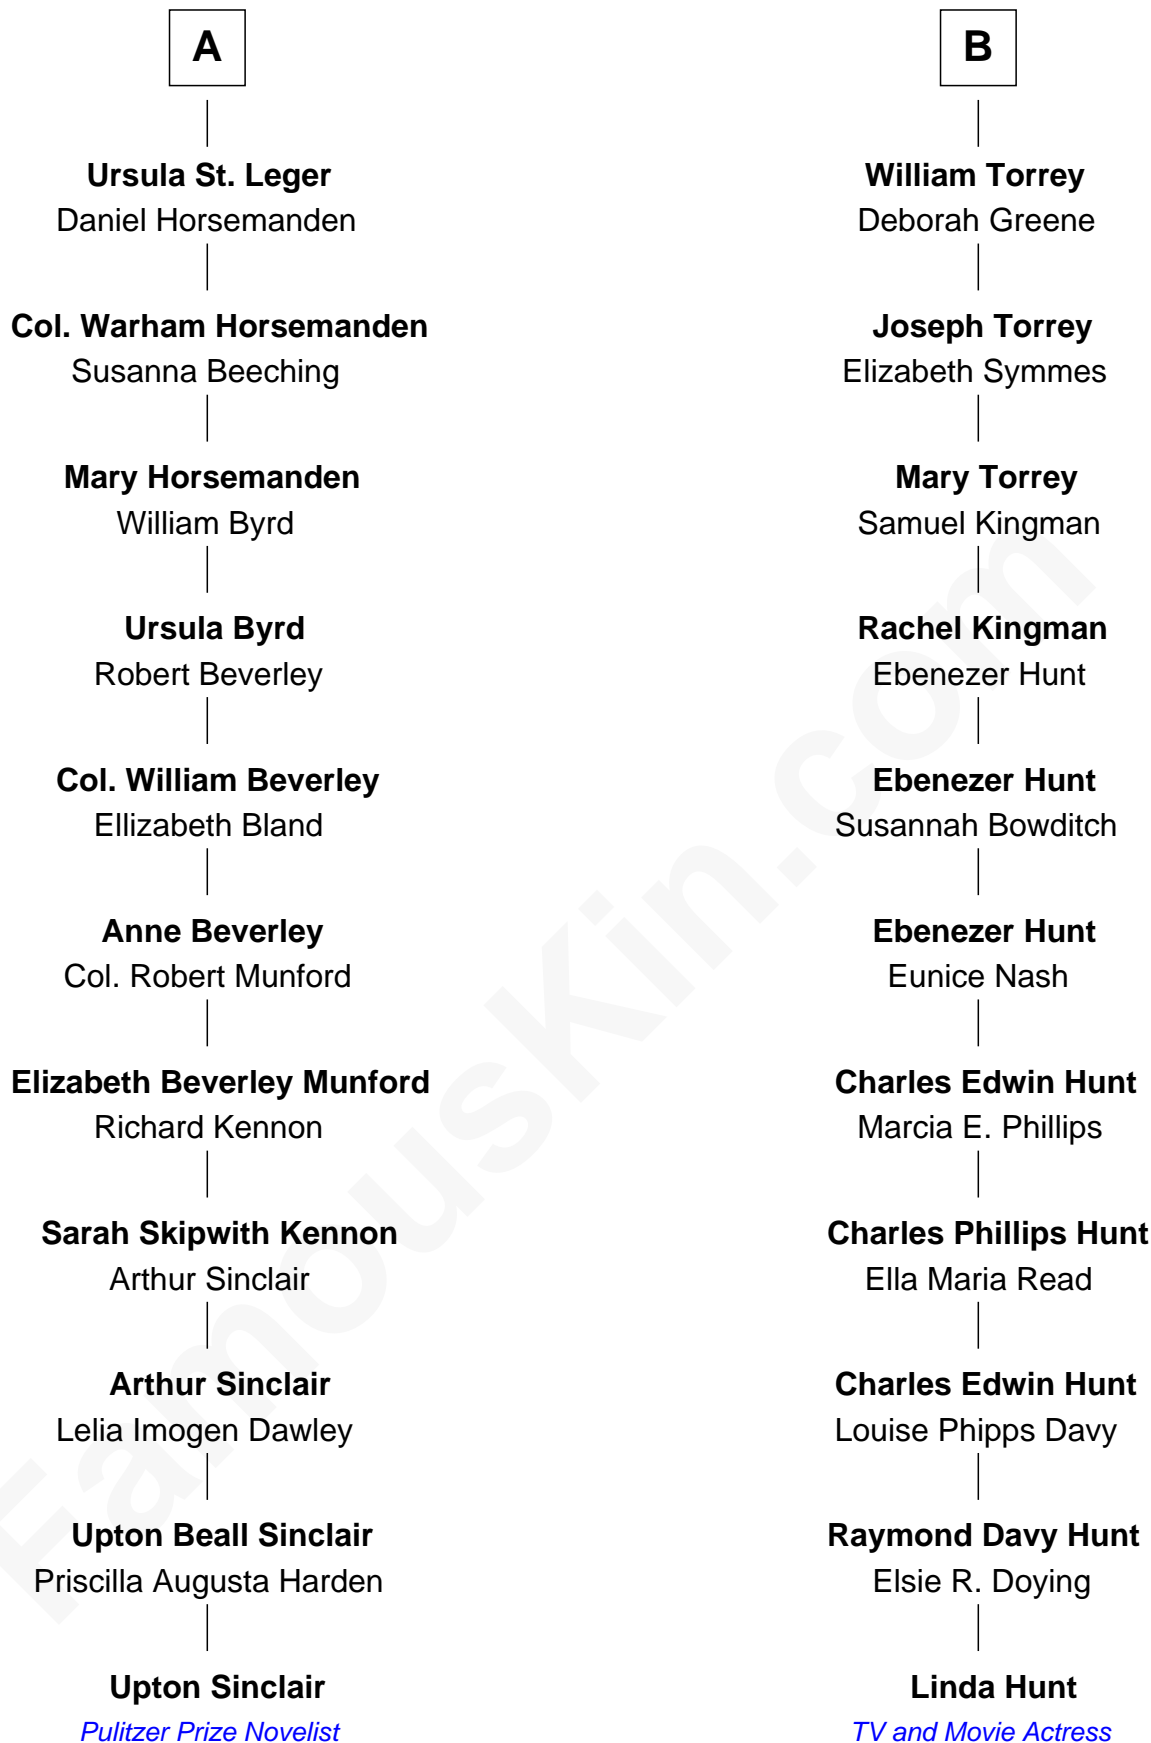 A
Ursula St. Leger
Daniel Horsemanden
Col. Warham Horsemanden
Susanna Beeching
Mary Horsemanden
William Byrd
Ursula Byrd
Robert Beverley
Col. William Beverley
Ellizabeth Bland
Anne Beverley
Col. Robert Munford
Elizabeth Beverley Munford
Richard Kennon
Sarah Skipwith Kennon
Arthur Sinclair
Arthur Sinclair
Lelia Imogen Dawley
Upton Beall Sinclair
Priscilla Augusta Harden
Upton Sinclair
Pulitzer Prize Novelist
B
William Torrey
Deborah Greene
Joseph Torrey
Elizabeth Symmes
Mary Torrey
Samuel Kingman
Rachel Kingman
Ebenezer Hunt
Ebenezer Hunt
Susannah Bowditch
Ebenezer Hunt
Eunice Nash
Charles Edwin Hunt
Marcia E. Phillips
Charles Phillips Hunt
Ella Maria Read
Charles Edwin Hunt
Louise Phipps Davy
Raymond Davy Hunt
Elsie R. Doying
Linda Hunt
TV and Movie Actress
FamousKin.com